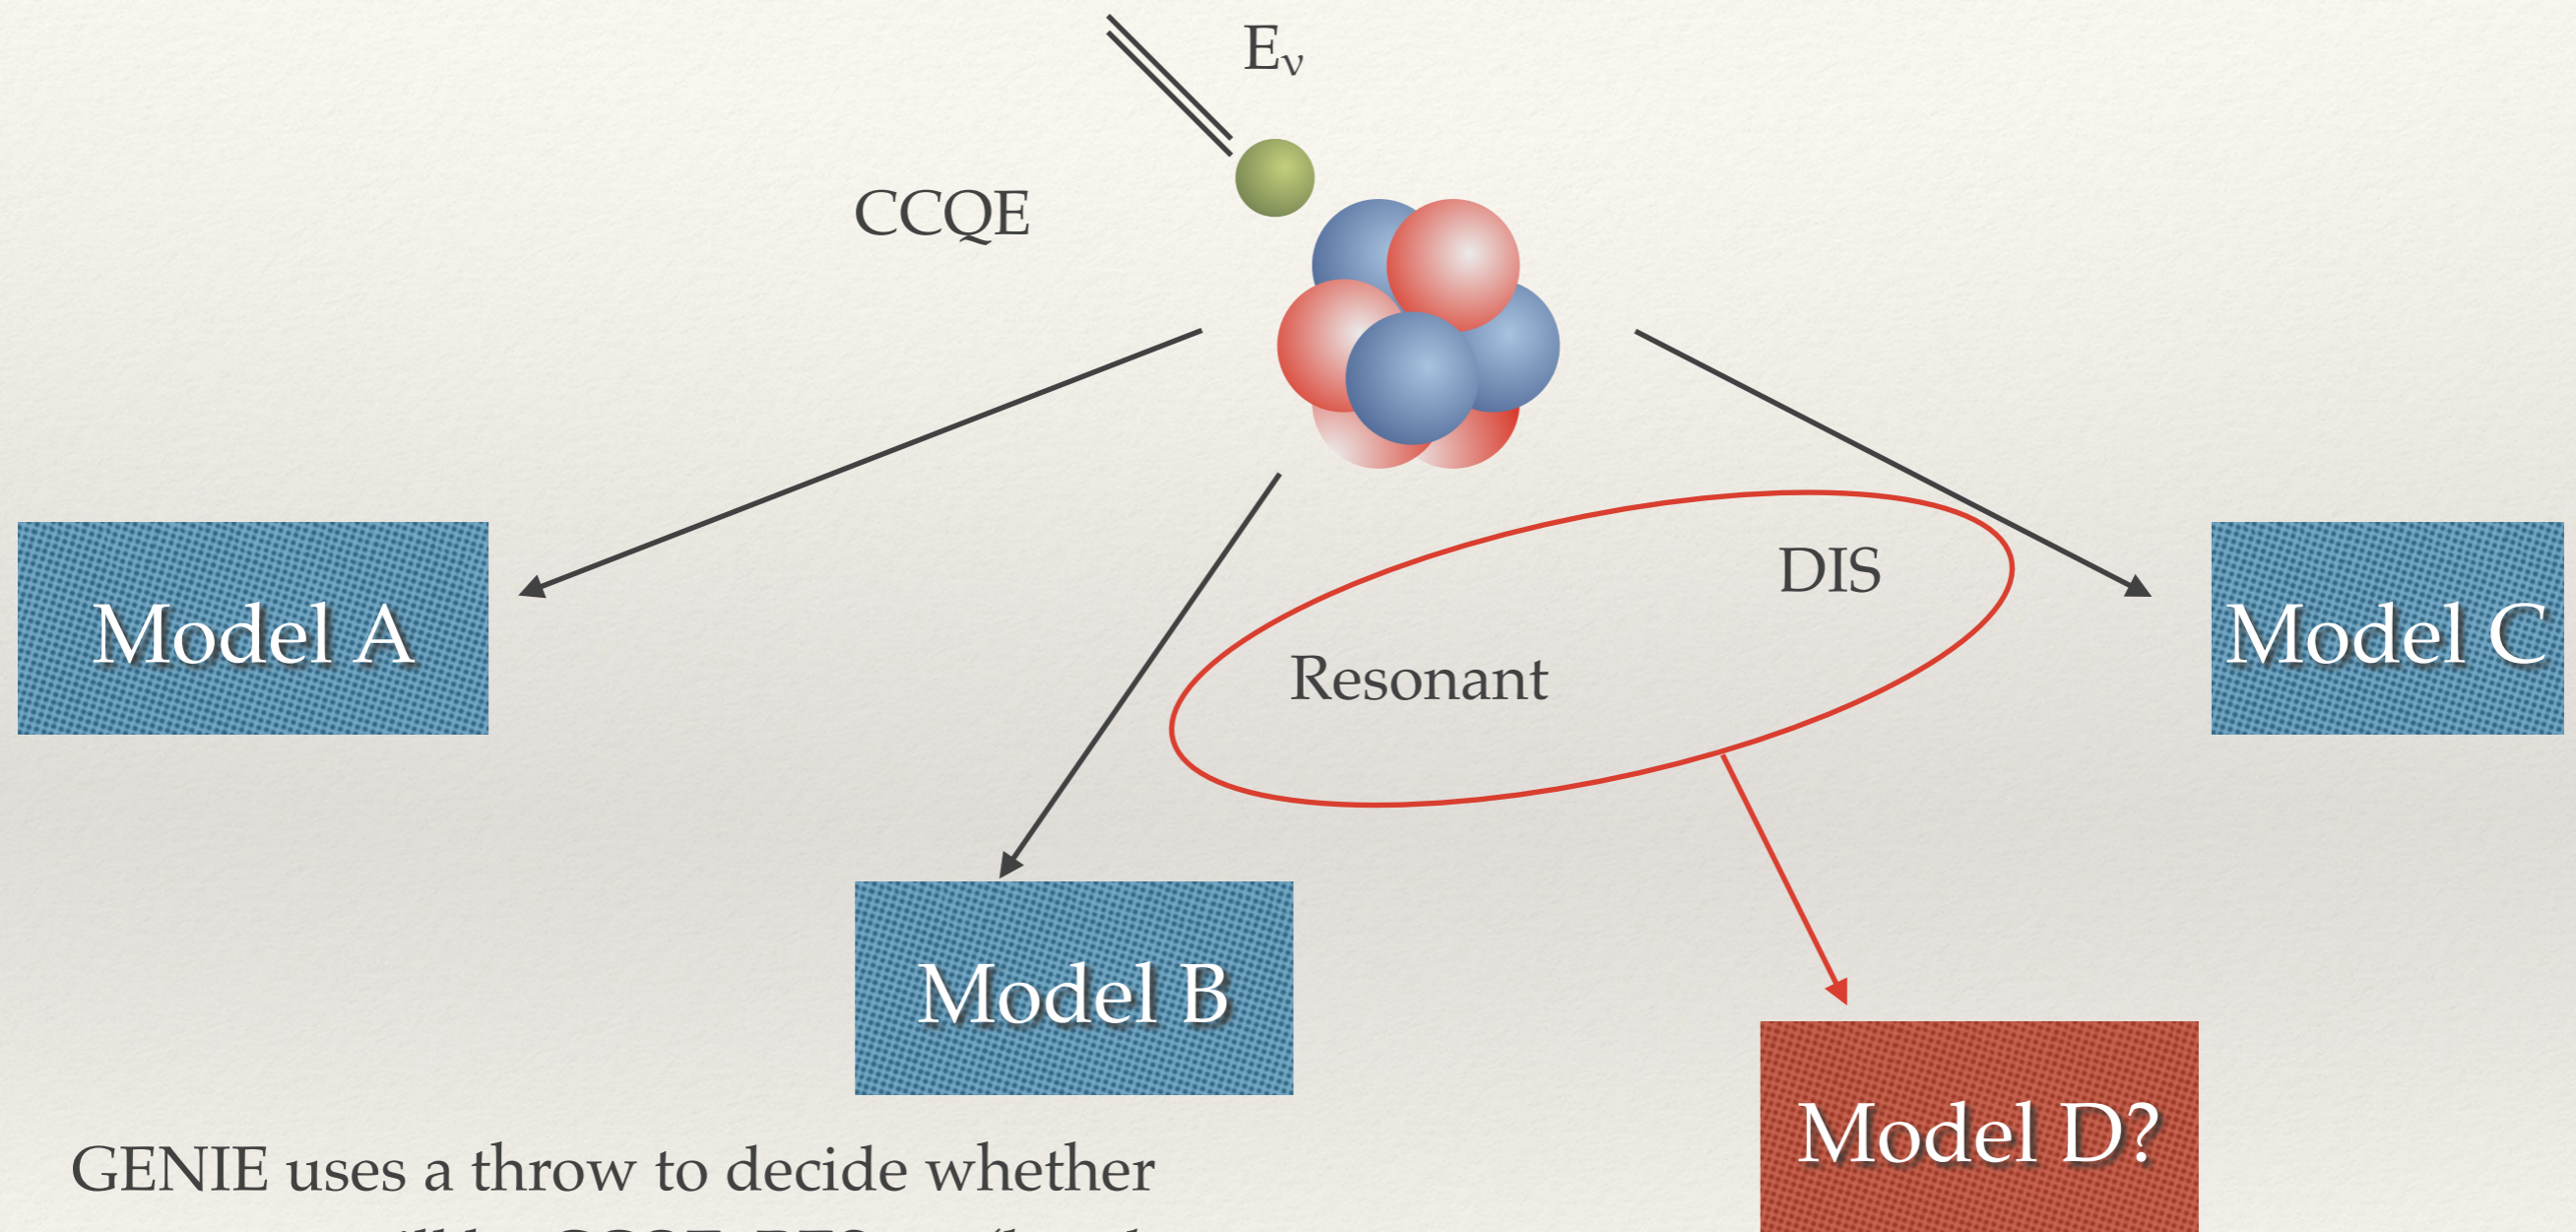 Eν
CCQE
DIS
Resonant
Model A
Model C
Model B
Model D?
GENIE uses a throw to decide whether